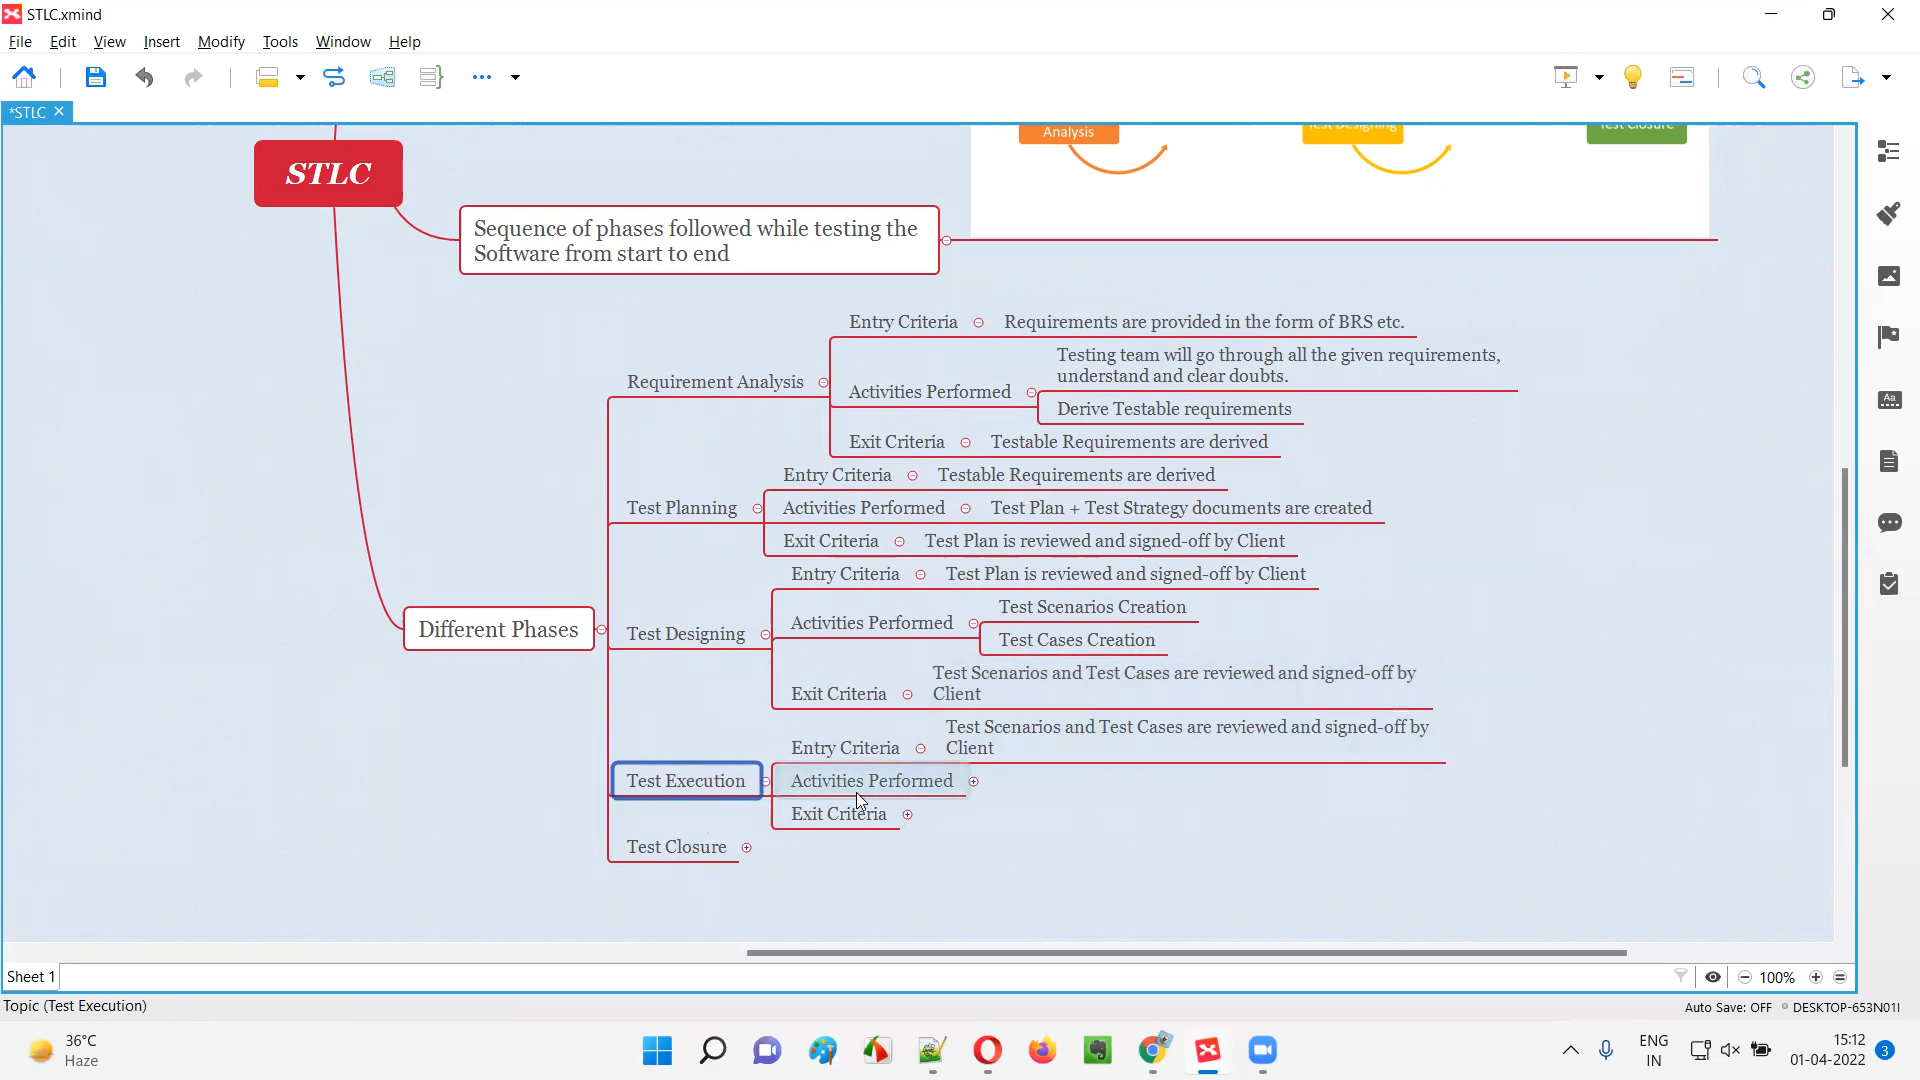 STLC.xmind
File Edit View Insert Modify Tools Window Help
*STLC
Analysis
Test Designing
Test Closure
STLC
Sequence of phases followed while testing the
Software from start to end
Entry Criteria Requirements are provided in the form of BRS etc.
Testing team will go through all the given requirements,
understand and clear doubts.
Requirement Analysis
Activities Performed
Derive Testable requirements
Exit Criteria Testable Requirements are derived
Entry Criteria Testable Requirements are derived
Test Planning Activities Performed Test Plan + Test Strategy documents are created
Exit Criteria Test Plan is reviewed and signed-off by Client
Entry Criteria Test Plan is reviewed and signed-off by Client
Test Scenarios Creation
Different Phases Test Designing Activities Performed
Test Cases Creation
Test Scenarios and Test Cases are reviewed and signed-off by
Exit Criteria Client
Test Scenarios and Test Cases are reviewed and signed-off by
Entry Criteria Client
Test Execution Activities Performed
Exit Criteria
Test Closure
Aa
Sheet 1
100%
Topic (Test Execution)
Auto Save: OFF DESKTOP-653N01I
36°C
Haze
ENG
IN
15:12
01-04-2022
3